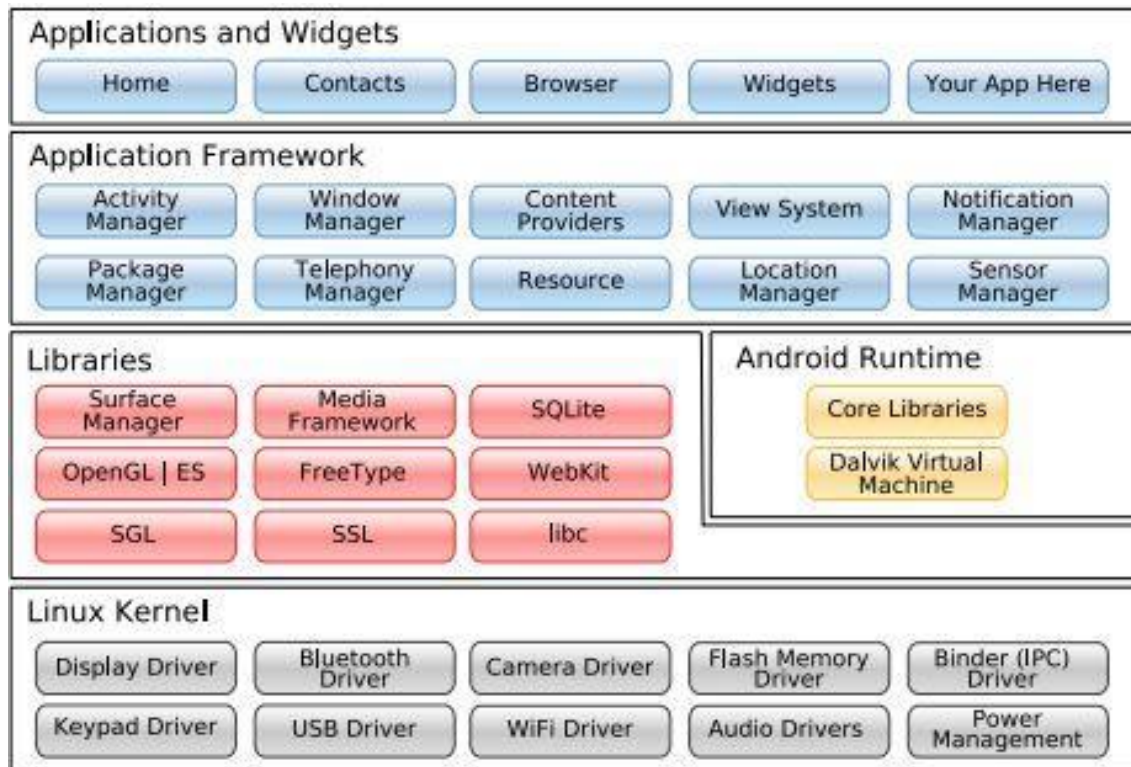 Applications and Widgets
Home
Contacts
Browser
Widgets
Your App Here
Application Framework
Activity
Manager
Window
Manager
Content
Providers
View System
Notification
Manager
Package
Manager
Telephony
Manager
Resource
Location
Manager
Sensor
Manager
Libraries
Surface
Manager
Media
Framework
SQLite
OpenGL | ES
FreeType
WebKit
SGL
SSL
libc
Android Runtime
Core Libraries
Dalvik Virtual
Machine
Linux Kernel
Display Driver
Bluetooth
Driver
Camera Driver
Flash Memory
Driver
Binder (IPC)
Driver
Keypad Driver
USB Driver
WiFi Driver
Audio Drivers
Power
Management